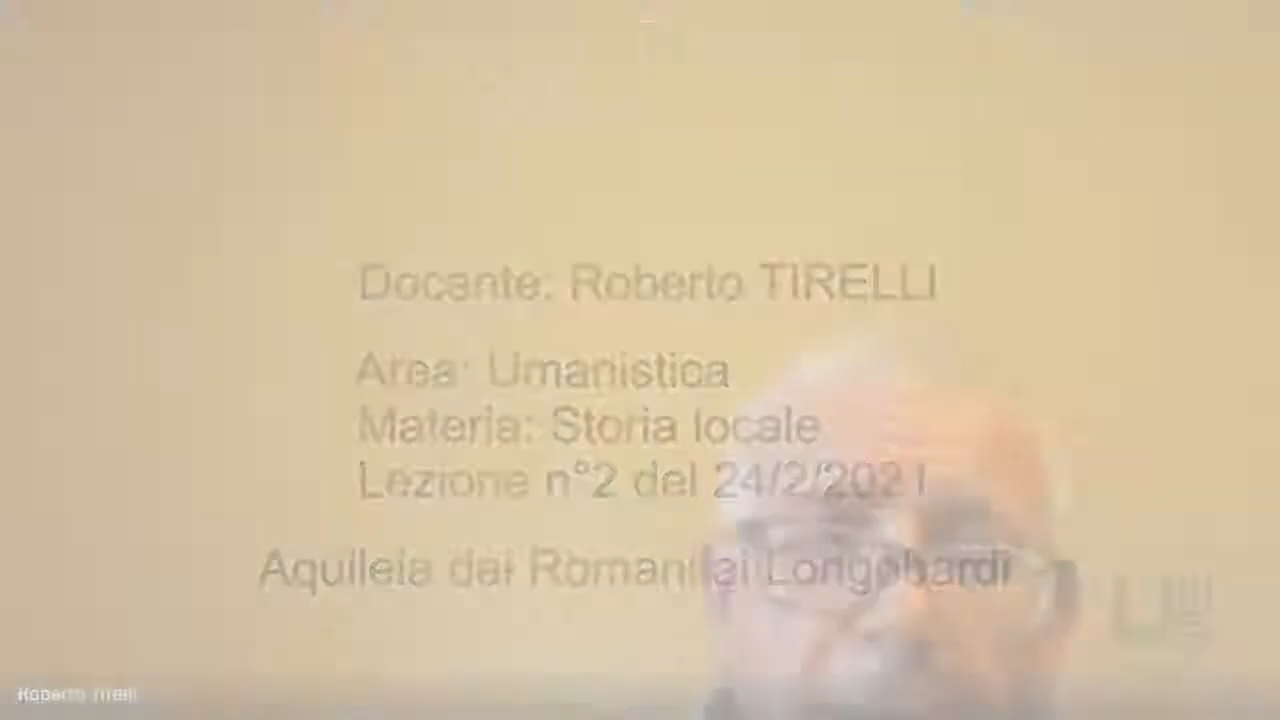 Docente: Roberto TIRELLI
Area: Umanistica
Materia: Storia locale
Lezione n°2 del 24/2/2021
Aquileia dai Romani ai Longobardi
Roberto Tirelli